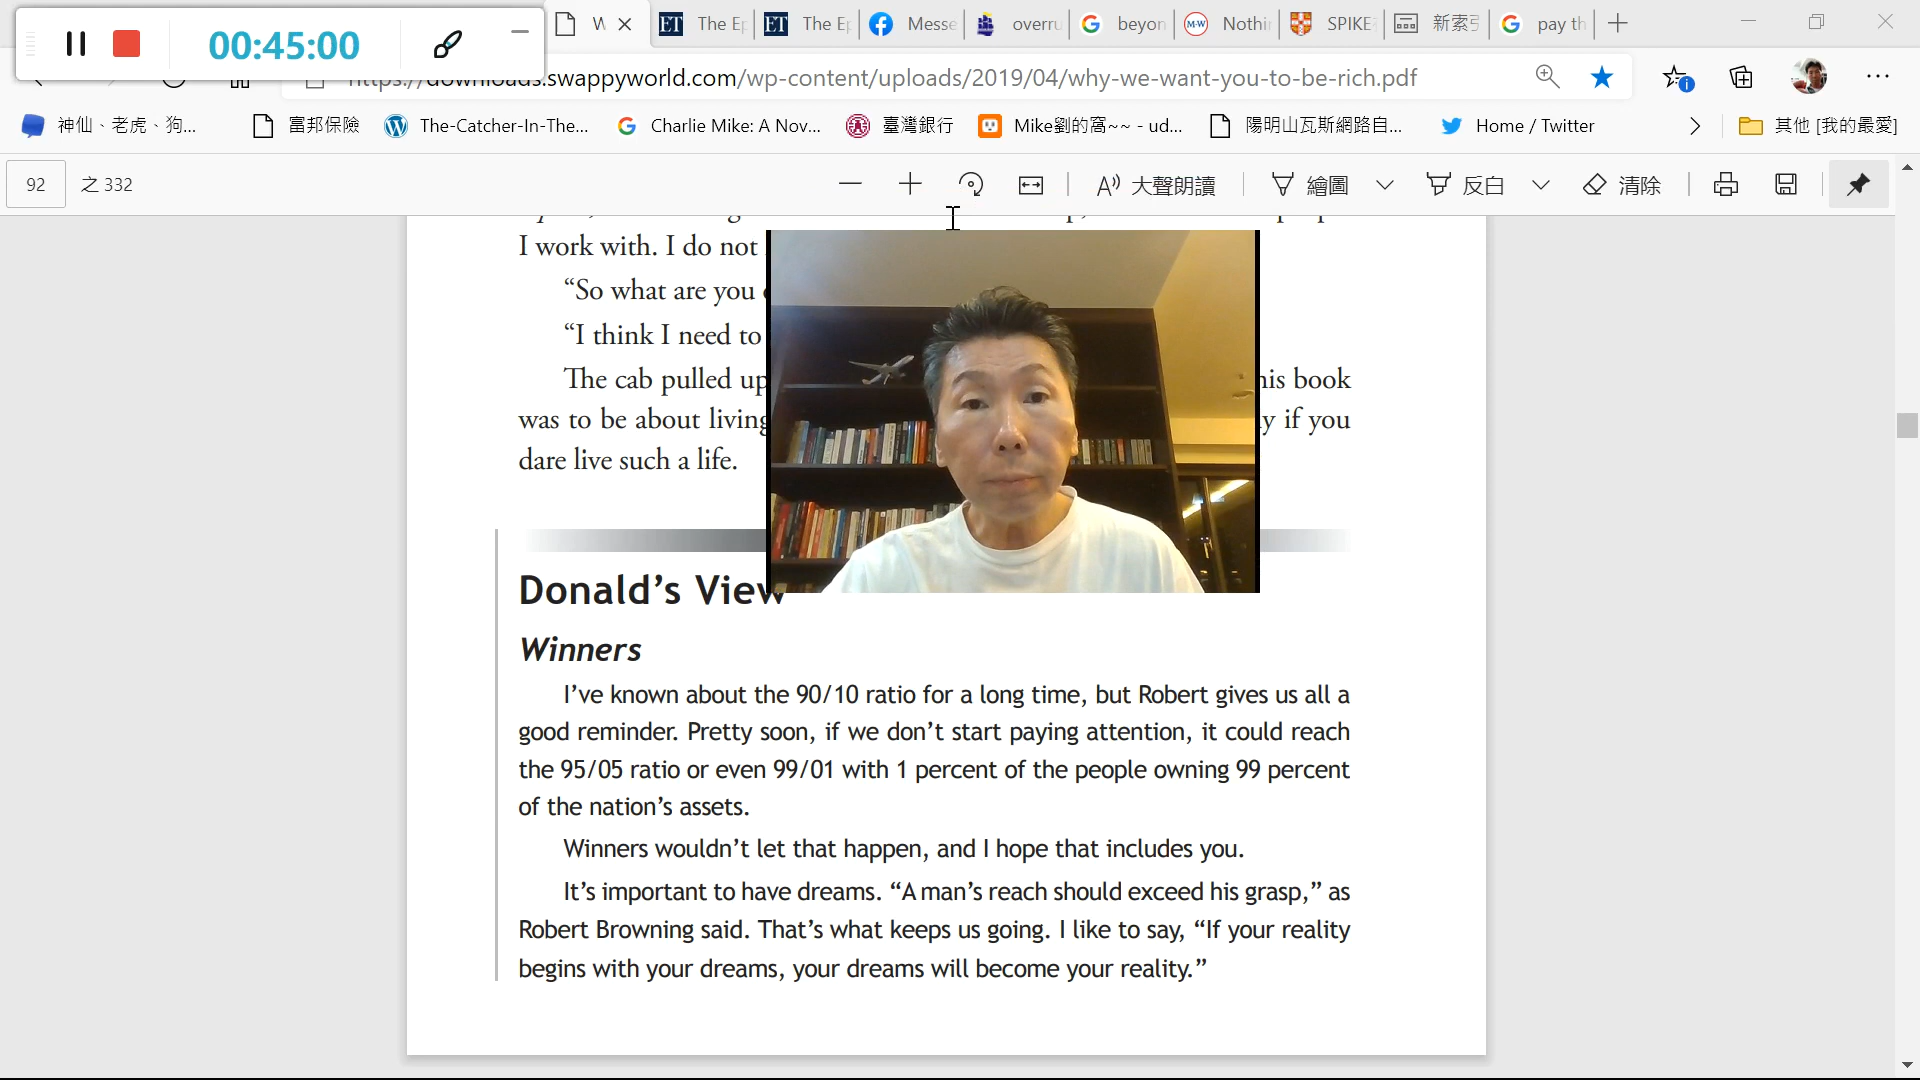 00:45:00
W
The Ep
The Ep
Messe
overru
beyon
Nothi
SPIKE
新索引
pay th
https://downloads.swappyworld.com/wp-content/uploads/2019/04/why-we-want-you-to-be-rich.pdf
神仙、老虎、狗...
富邦保險
The-Catcher-In-The...
Charlie Mike: A Nov...
臺灣銀行
Mike劉的窩~~ - ud...
陽明山瓦斯網路自...
Home / Twitter
其他 [我的最愛]
92 之 332
大聲朗讀
繪圖
反白
清除
I work with. I do not
“So what are you
“I think I need to
The cab pulled up his book
was to be about living if you
dare live such a life.
Donald’s View
Winners
I’ve known about the 90/10 ratio for a long time, but Robert gives us all a
good reminder. Pretty soon, if we don’t start paying attention, it could reach
the 95/05 ratio or even 99/01 with 1 percent of the people owning 99 percent
of the nation’s assets.
Winners wouldn’t let that happen, and I hope that includes you.
It’s important to have dreams. “A man’s reach should exceed his grasp,” as
Robert Browning said. That’s what keeps us going. I like to say, “If your reality
begins with your dreams, your dreams will become your reality.”